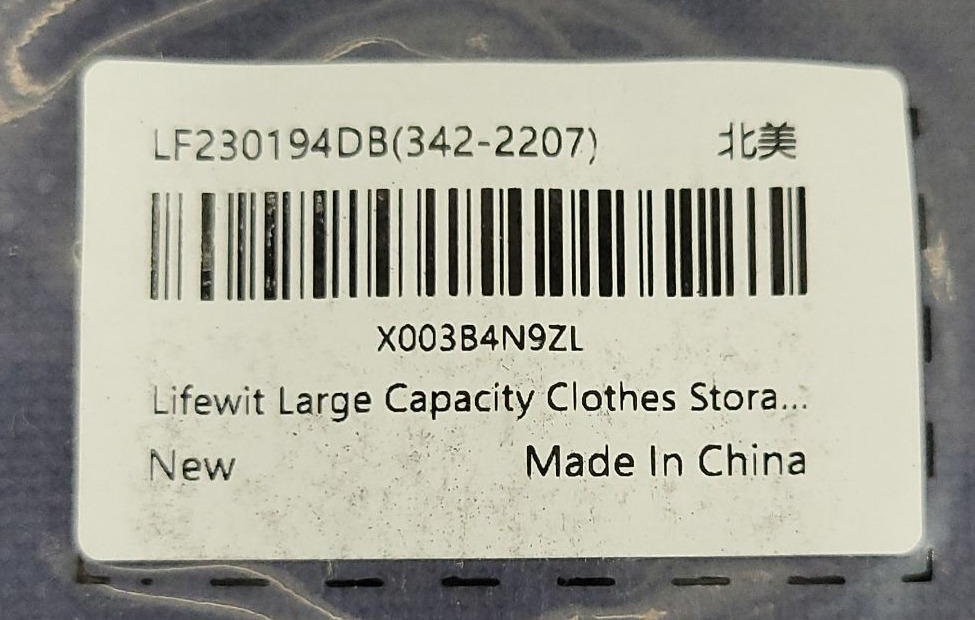 LF230194DB(342-2207) 北美
X003B4N9ZL
Lifewit Large Capacity Clothes Stora...
New Made In China